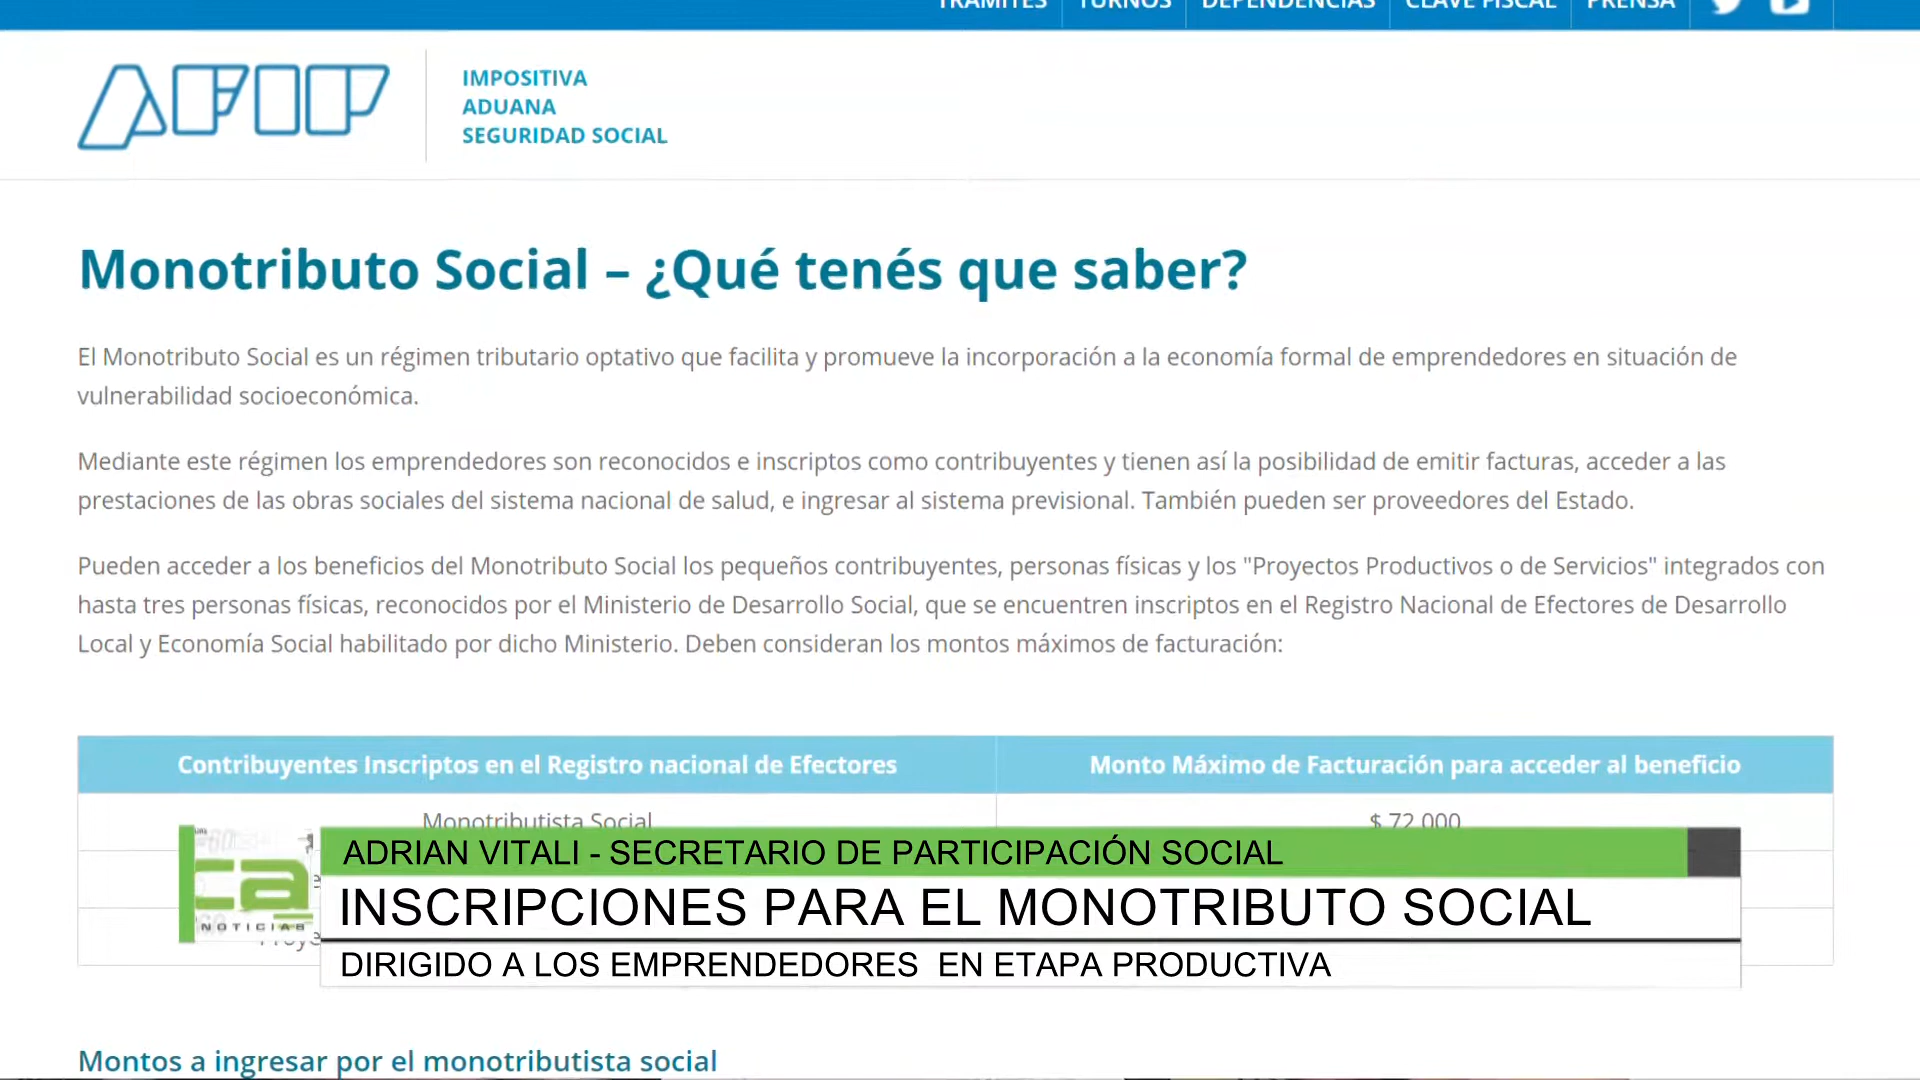 TRÁMITES TURNOS DEPENDENCIAS CLAVE FISCAL PRENSA
AFIP
IMPOSITIVA
ADUANA
SEGURIDAD SOCIAL
Monotributo Social – ¿Qué tenés que saber?
El Monotributo Social es un régimen tributario optativo que facilita y promueve la incorporación a la economía formal de emprendedores en situación de
vulnerabilidad socioeconómica.
Mediante este régimen los emprendedores son reconocidos e inscriptos como contribuyentes y tienen así la posibilidad de emitir facturas, acceder a las
prestaciones de las obras sociales del sistema nacional de salud, e ingresar al sistema previsional. También pueden ser proveedores del Estado.
Pueden acceder a los beneficios del Monotributo Social los pequeños contribuyentes, personas físicas y los "Proyectos Productivos o de Servicios" integrados con
hasta tres personas físicas, reconocidos por el Ministerio de Desarrollo Social, que se encuentren inscriptos en el Registro Nacional de Efectores de Desarrollo
Local y Economía Social habilitado por dicho Ministerio. Deben consideran los montos máximos de facturación:
Contribuyentes Inscriptos en el Registro nacional de Efectores Monto Máximo de Facturación para acceder al beneficio
Monotributista Social $ 72.000
ADRIAN VITALI - SECRETARIO DE PARTICIPACIÓN SOCIAL
INSCRIPCIONES PARA EL MONOTRIBUTO SOCIAL
NOTICIAS
DIRIGIDO A LOS EMPRENDEDORES EN ETAPA PRODUCTIVA
Montos a ingresar por el monotributista social